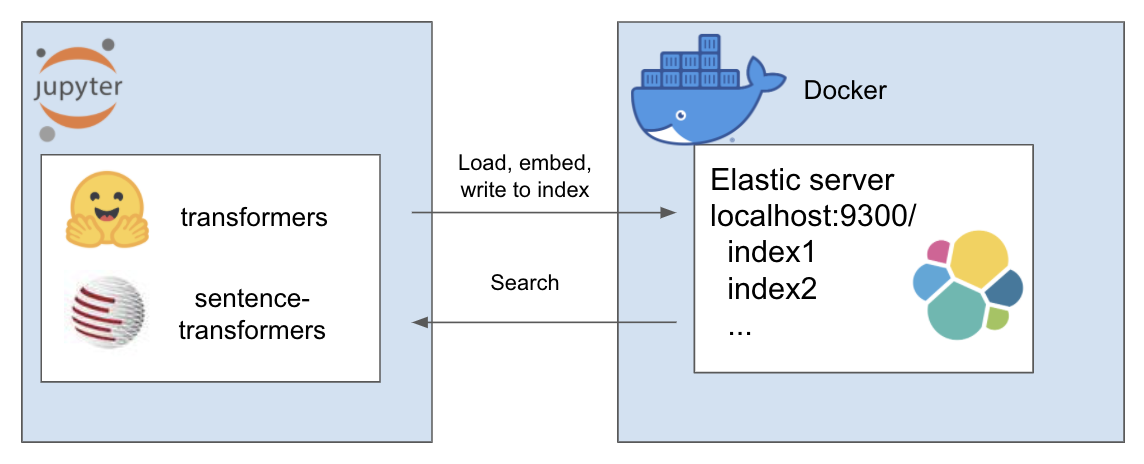 jupyter
transformers
sentence-
transformers
Load, embed,
write to index
Search
Docker
Elastic server
localhost:9300/
index1
index2
...